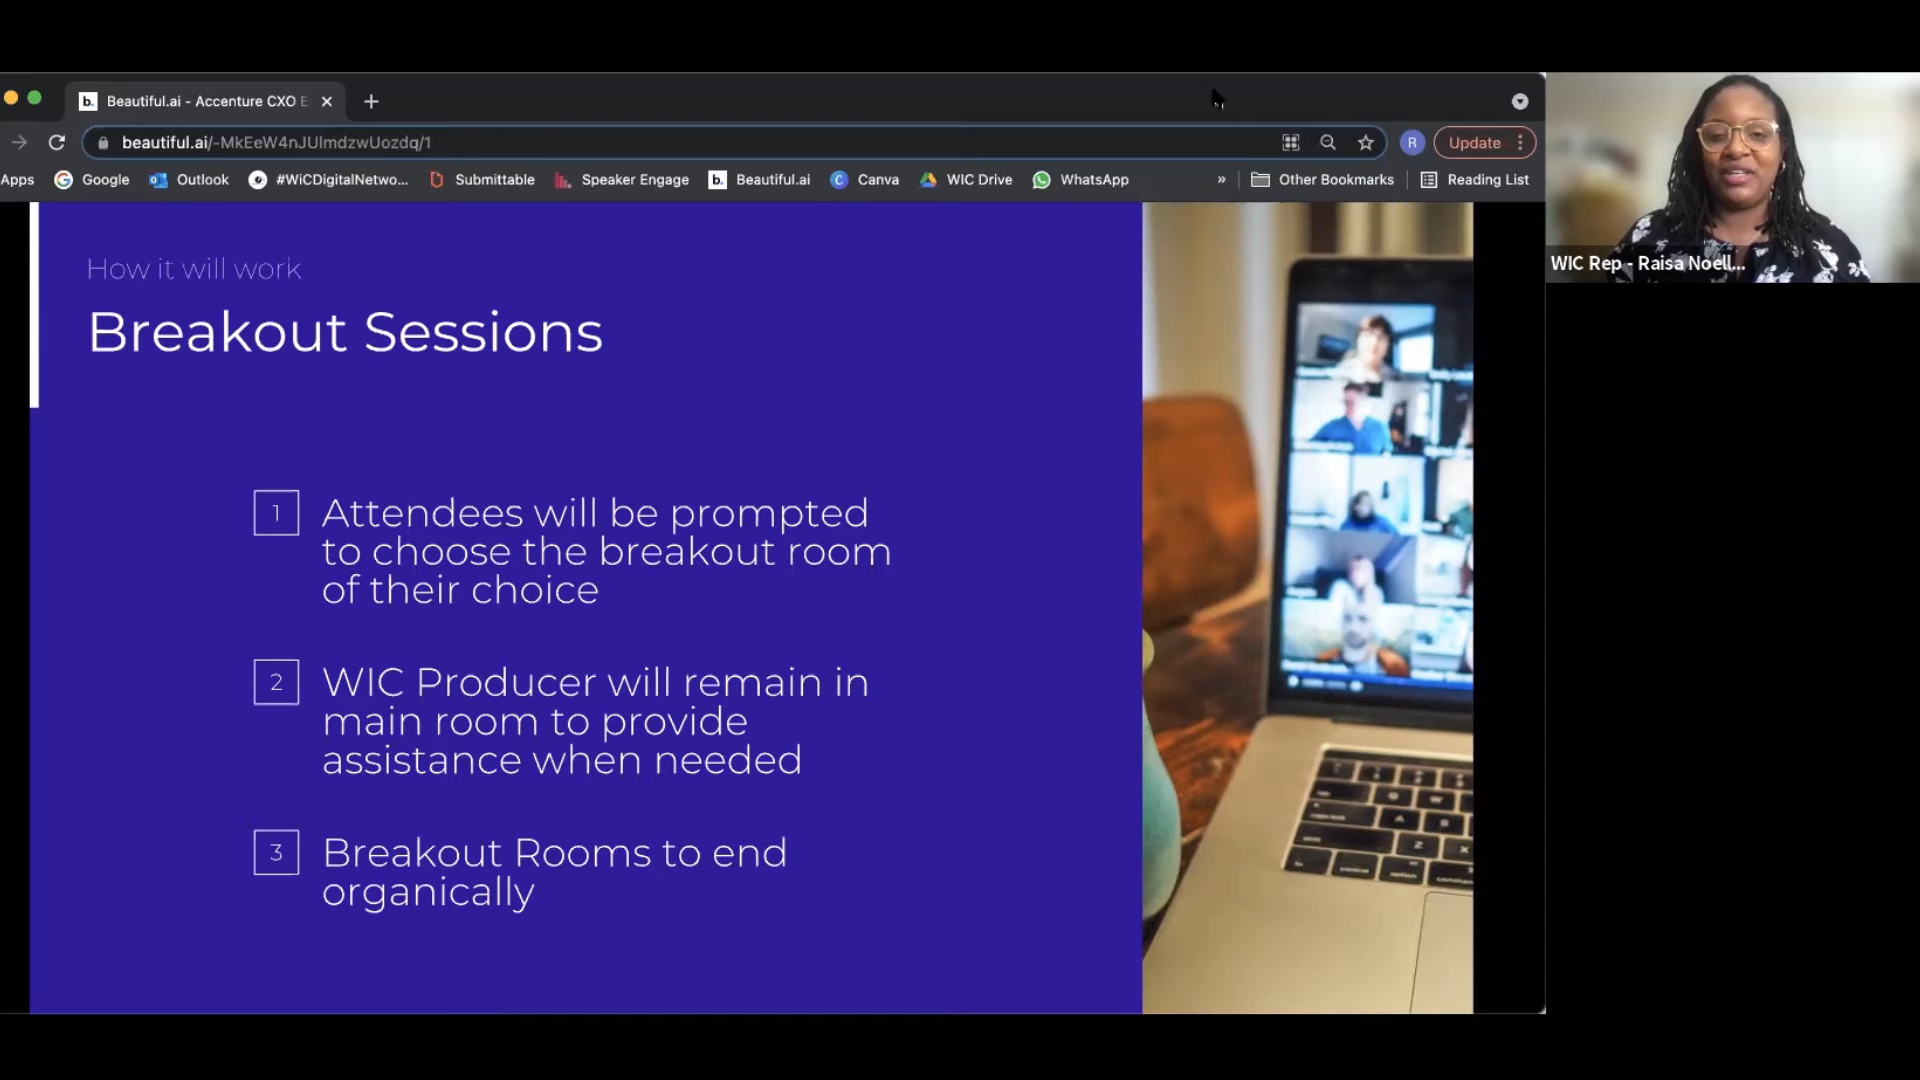 b. Beautiful.ai - Accenture CXO E
beautiful.ai/-MkEeW4nJUlmdzwUozdq/1
R
Update
Apps
Google
Outlook
#WiCDigitalNetwo...
Submittable
Speaker Engage
b. Beautiful.ai
C Canva
WIC Drive
WhatsApp
»
Other Bookmarks
Reading List
WIC Rep - Raisa Noell...
How it will work
Breakout Sessions
1 Attendees will be prompted
to choose the breakout room
of their choice
2 WIC Producer will remain in
main room to provide
assistance when needed
3 Breakout Rooms to end
organically